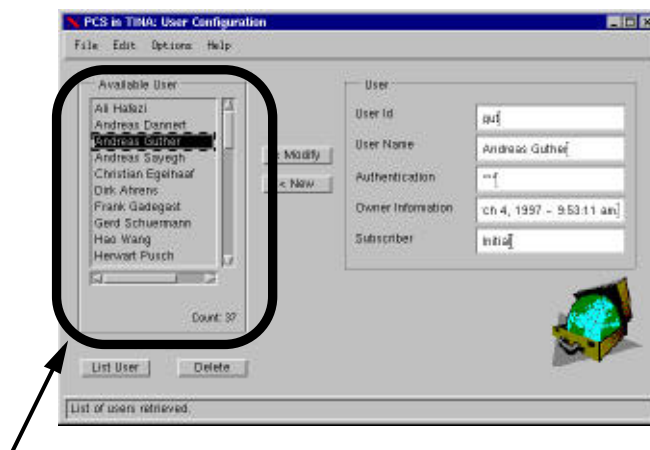 PCS in TINA: User Configuration
File Edit Options Help
Available User
Ali Hafezi
Andreas Dannert
Andreas Guther
Andreas Sayegh
Christian Egelhaaf
Dirk Ahrens
Frank Gadegast
Gerd Schuermann
Hao Wang
Herwart Pusch
Count: 37
List User
Delete
< Modify
< New
User
User Id
gut
User Name
Andreas Guther
Authentication
Owner Information
ch 4, 1997 - 9:53:11 am
Subscriber
Initial
List of users retrieved.